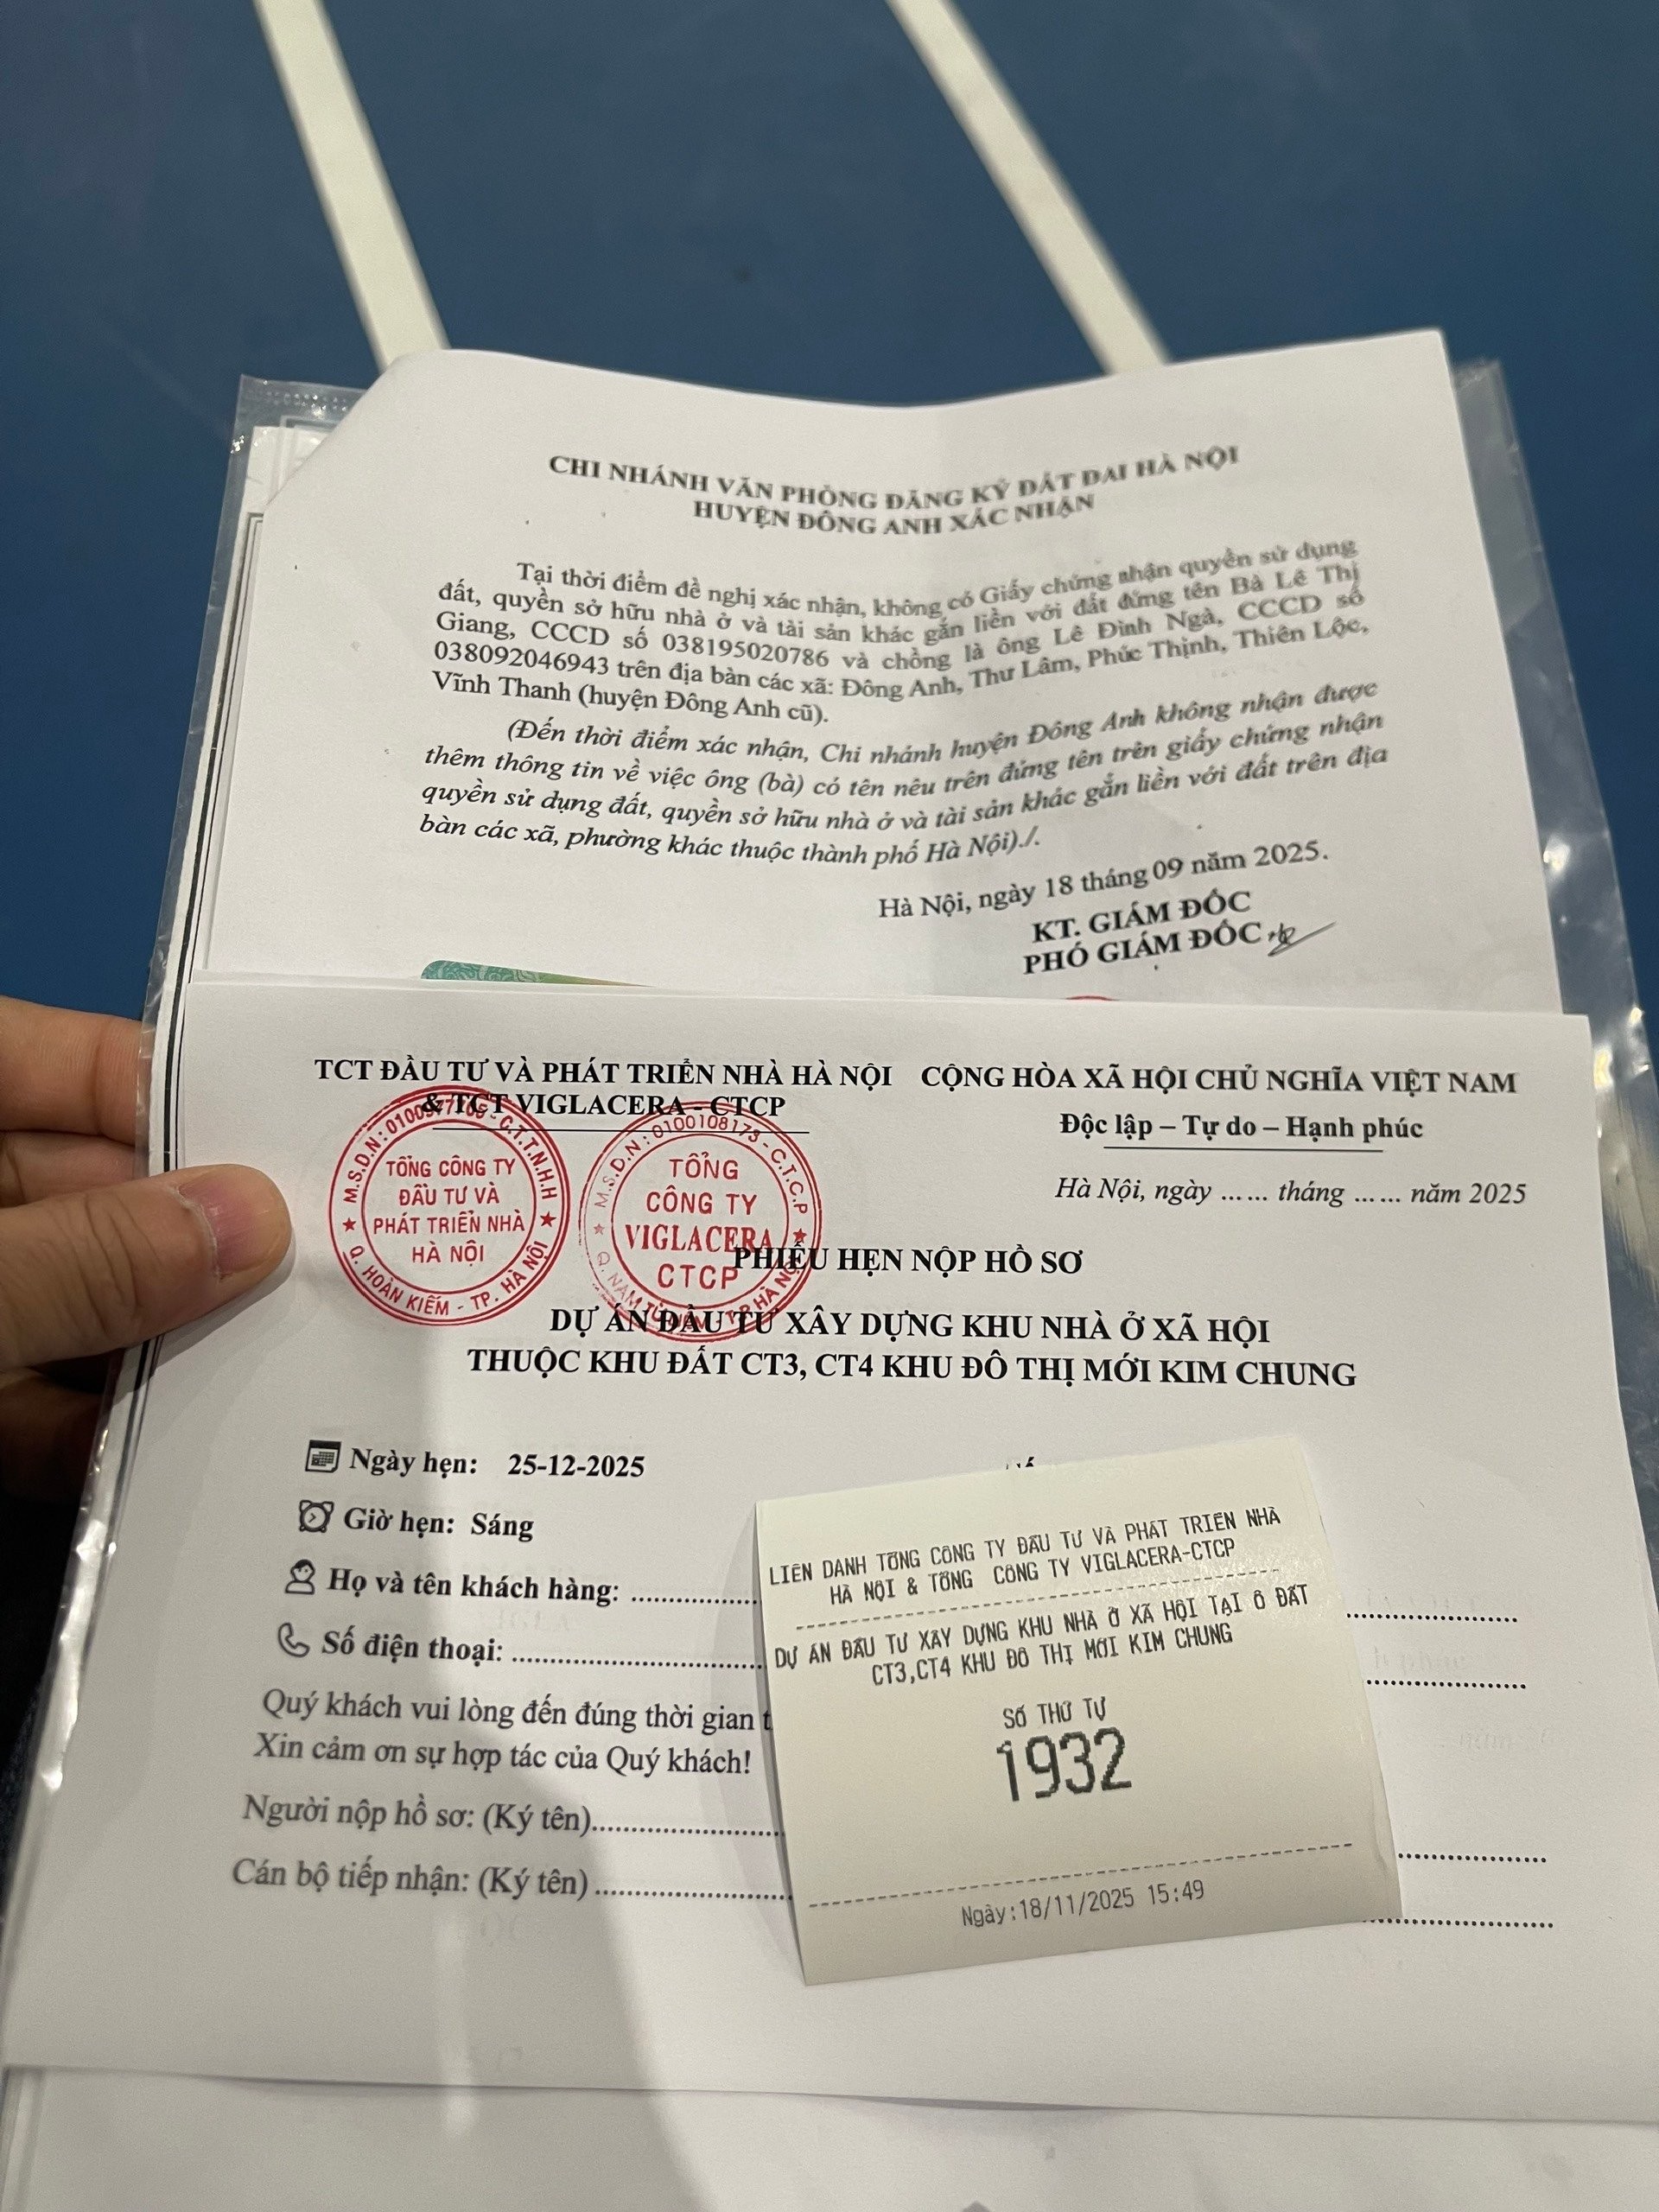 CHI NHÁNH VĂN PHÒNG ĐĂNG KÝ ĐẤT ĐAI HÀ NỘI
HUYỆN ĐÔNG ANH XÁC NHẬN
Tại thời điểm đề nghị xác nhận, không có Giấy chứng nhận quyền sử dụng
đất, quyền sở hữu nhà ở và tài sản khác gắn liền với đất đứng tên Bà Lê Thị
Giang, CCCD số 038195020786 và chồng là ông Lê Đình Ngà, CCCD số
038092046943 trên địa bàn các xã: Đông Anh, Thư Lâm, Phúc Thịnh, Thiên Lộc,
Vĩnh Thanh (huyện Đông Anh cũ).
(Đến thời điểm xác nhận, Chi nhánh huyện Đông Anh không nhận được
thêm thông tin về việc ông (bà) có tên nêu trên đứng tên trên giấy chứng nhận
quyền sử dụng đất, quyền sở hữu nhà ở và tài sản khác gắn liền với đất trên địa
bàn các xã, phường khác thuộc thành phố Hà Nội)./.
Hà Nội, ngày 18 tháng 09 năm 2025.
KT. GIÁM ĐỐC
PHÓ GIÁM ĐỐC
TCT ĐẦU TƯ VÀ PHÁT TRIỂN NHÀ HÀ NỘI
& TCT VIGLACERA - CTCP
CỘNG HÒA XÃ HỘI CHỦ NGHĨA VIỆT NAM
Độc lập – Tự do – Hạnh phúc
Hà Nội, ngày ...... tháng ...... năm 2025
C.T.T.N.H.H
TỔNG CÔNG TY
ĐẦU TƯ VÀ
PHÁT TRIỂN NHÀ
HÀ NỘI
Q. HOÀN KIẾM - TP. HÀ NỘI
M.S.D.N: 0100108173 - C.T.C.P
TỔNG
CÔNG TY
VIGLACERA
CTCP
PHIẾU HẸN NỘP HỒ SƠ
DỰ ÁN ĐẦU TƯ XÂY DỰNG KHU NHÀ Ở XÃ HỘI
THUỘC KHU ĐẤT CT3, CT4 KHU ĐÔ THỊ MỚI KIM CHUNG
Ngày hẹn: 25-12-2025
Giờ hẹn: Sáng
Họ và tên khách hàng: ..................
Số điện thoại: ..................
Quý khách vui lòng đến đúng thời gian
Xin cảm ơn sự hợp tác của Quý khách!
Người nộp hồ sơ: (Ký tên)..................
Cán bộ tiếp nhận: (Ký tên) ..................
LIÊN DANH TỔNG CÔNG TY ĐẦU TƯ VÀ PHÁT TRIỂN NHÀ
HÀ NỘI & TỔNG CÔNG TY VIGLACERA-CTCP
DỰ ÁN ĐẦU TƯ XÂY DỰNG KHU NHÀ Ở XÃ HỘI TẠI Ô ĐẤT
CT3,CT4 KHU ĐÔ THỊ MỚI KIM CHUNG
SỐ THỨ TỰ
1932
Ngày:18/11/2025 15:49